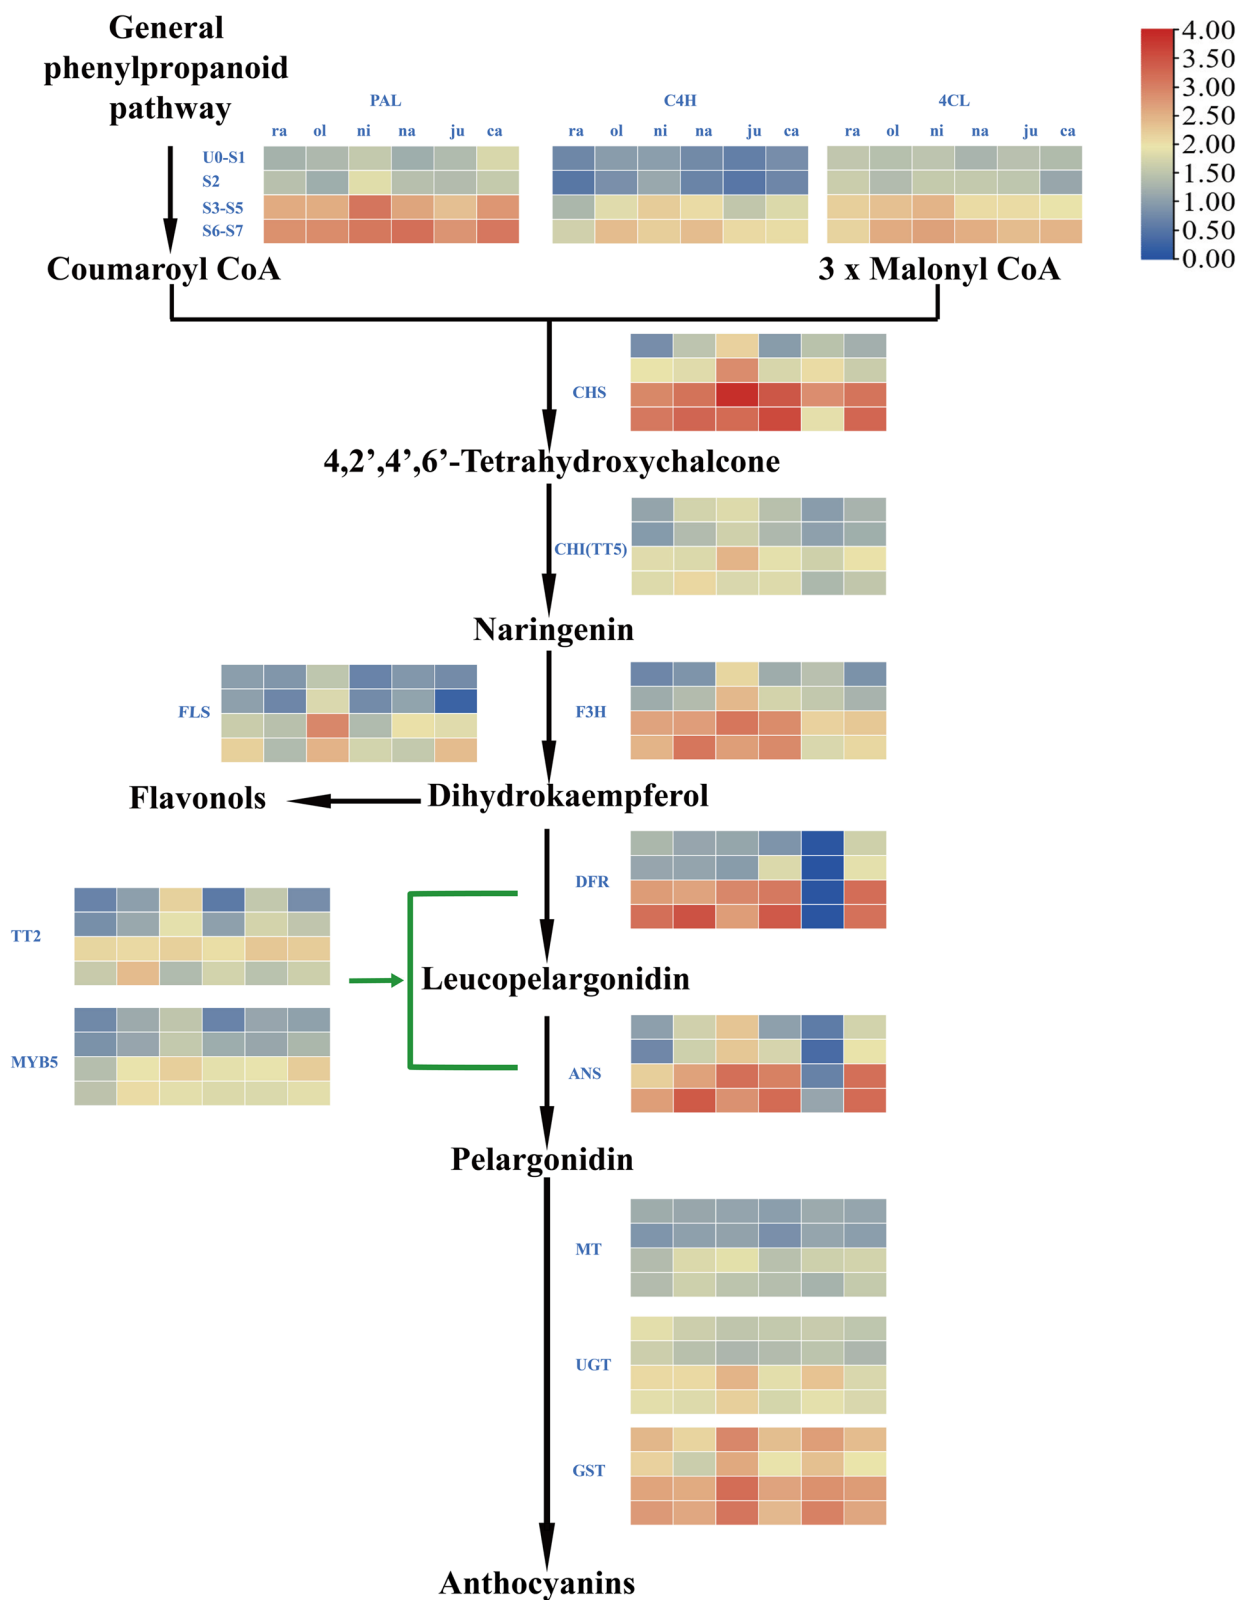 General
phenylpropanoid
pathway
PAL
C4H
4CL
ra ol ni na ju ca
ra ol ni na ju ca
ra ol ni na ju ca
U0-S1
S2
S3-S5
S6-S7
4.00
3.50
3.00
2.50
2.00
1.50
1.00
0.50
0.00
Coumaroyl CoA
3 x Malonyl CoA
CHS
4,2’,4’,6’-Tetrahydroxychalcone
CHI(TT5)
Naringenin
FLS
F3H
Flavonols
Dihydrokaempferol
DFR
TT2
Leucopelargonidin
MYB5
ANS
Pelargonidin
MT
UGT
GST
Anthocyanins